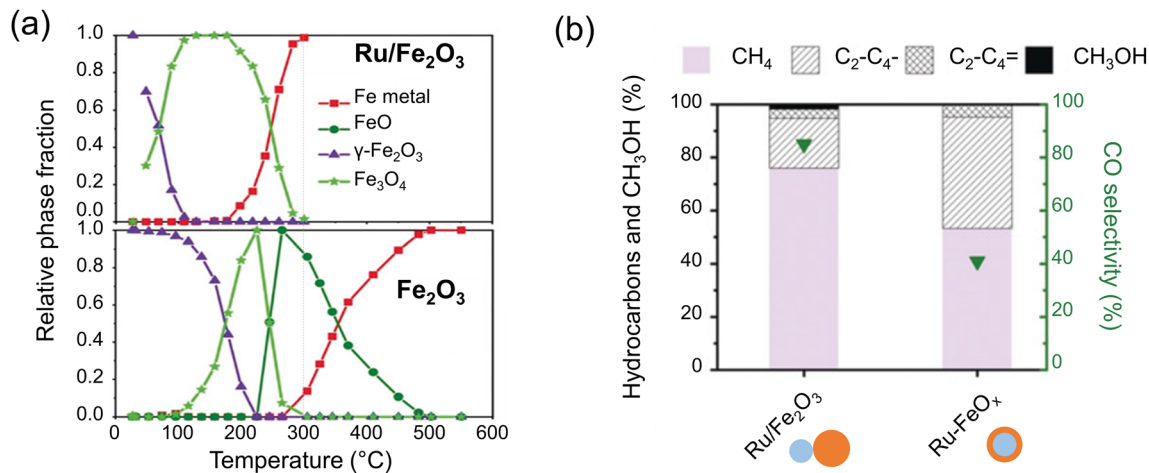 (a)
Relative phase fraction
1.0
0.8
0.6
0.4
0.2
0.0
Ru/Fe₂O₃
Fe metal
FeO
γ-Fe₂O₃
Fe₃O₄
1.0
0.8
0.6
0.4
0.2
0.0
Fe₂O₃
0 100 200 300 400 500 600
Temperature (°C)
(b)
CH₄ C₂-C₄- C₂-C₄= CH₃OH
Hydrocarbons and CH₃OH (%)
100
80
60
40
20
0
100
80
60
40
20
0
CO selectivity (%)
Ru/Fe₂O₃
Ru-FeOₓ